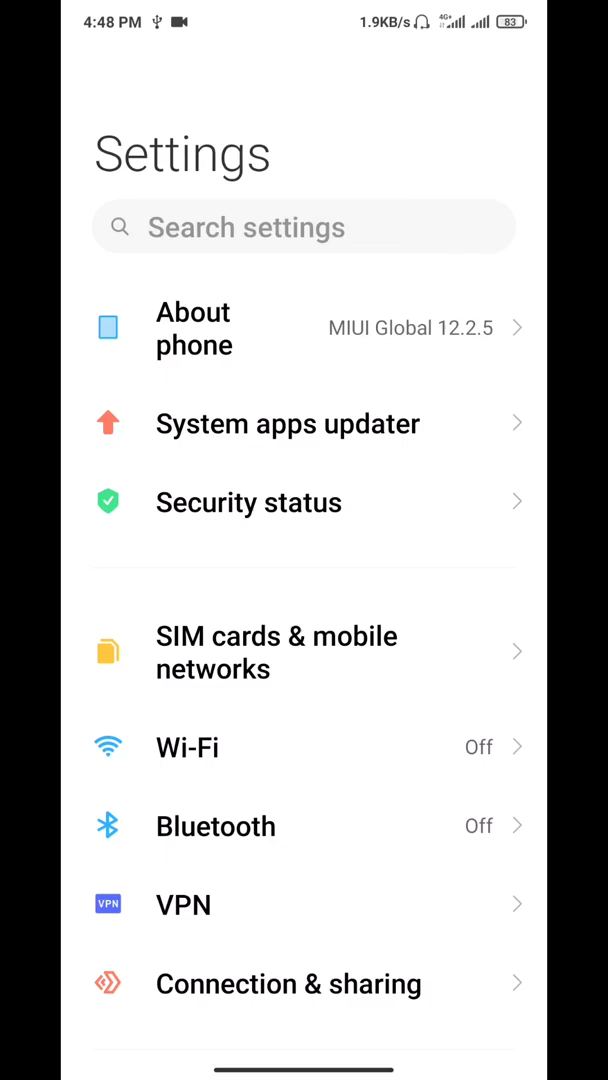 4:48 PM 1.9KB/s 4G+ 83
Settings
Search settings
About
phone
MIUI Global 12.2.5
System apps updater
Security status
SIM cards & mobile
networks
Wi-Fi Off
Bluetooth Off
VPN VPN
Connection & sharing